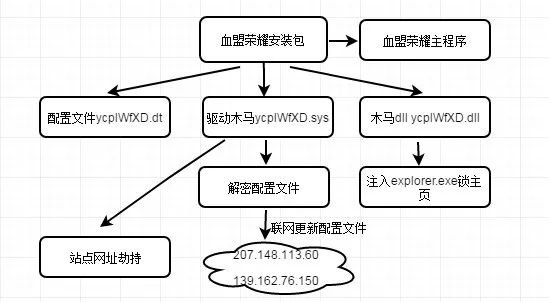 血盟荣耀安装包
血盟荣耀主程序
配置文件ycplWfXD.dt
驱动木马ycplWfXD.sys
木马dll ycplWfXD.dll
解密配置文件
注入explorer.exe锁主
页
联网更新配置文件
站点网址劫持
207.148.113.60
139.162.76.150